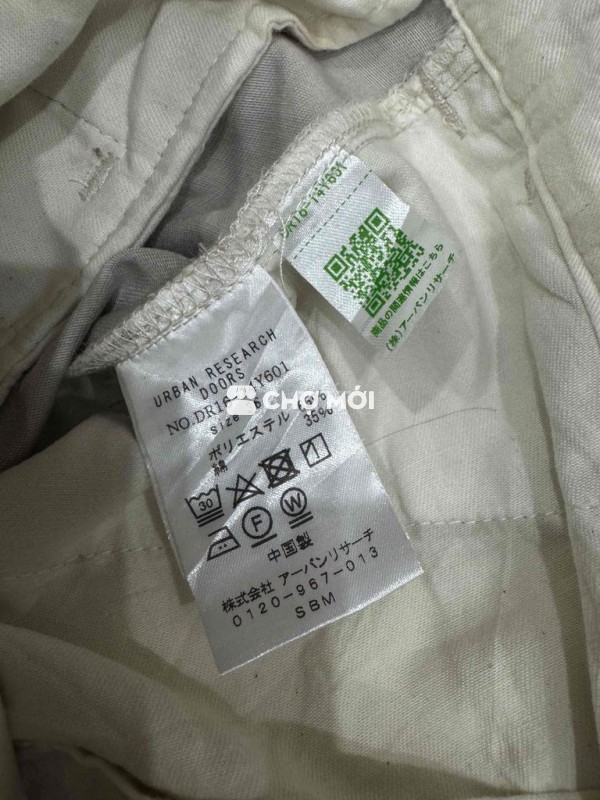 URBAN RESEARCH
DOORS
size
ポリエステル
綿 35%
30
F
W
中国製
株式会社 アーバンリサーチ
0120-967-013
SBM
商品の関連情報はこちら
(株)アーバンリサーチ
CHỢ MỚI